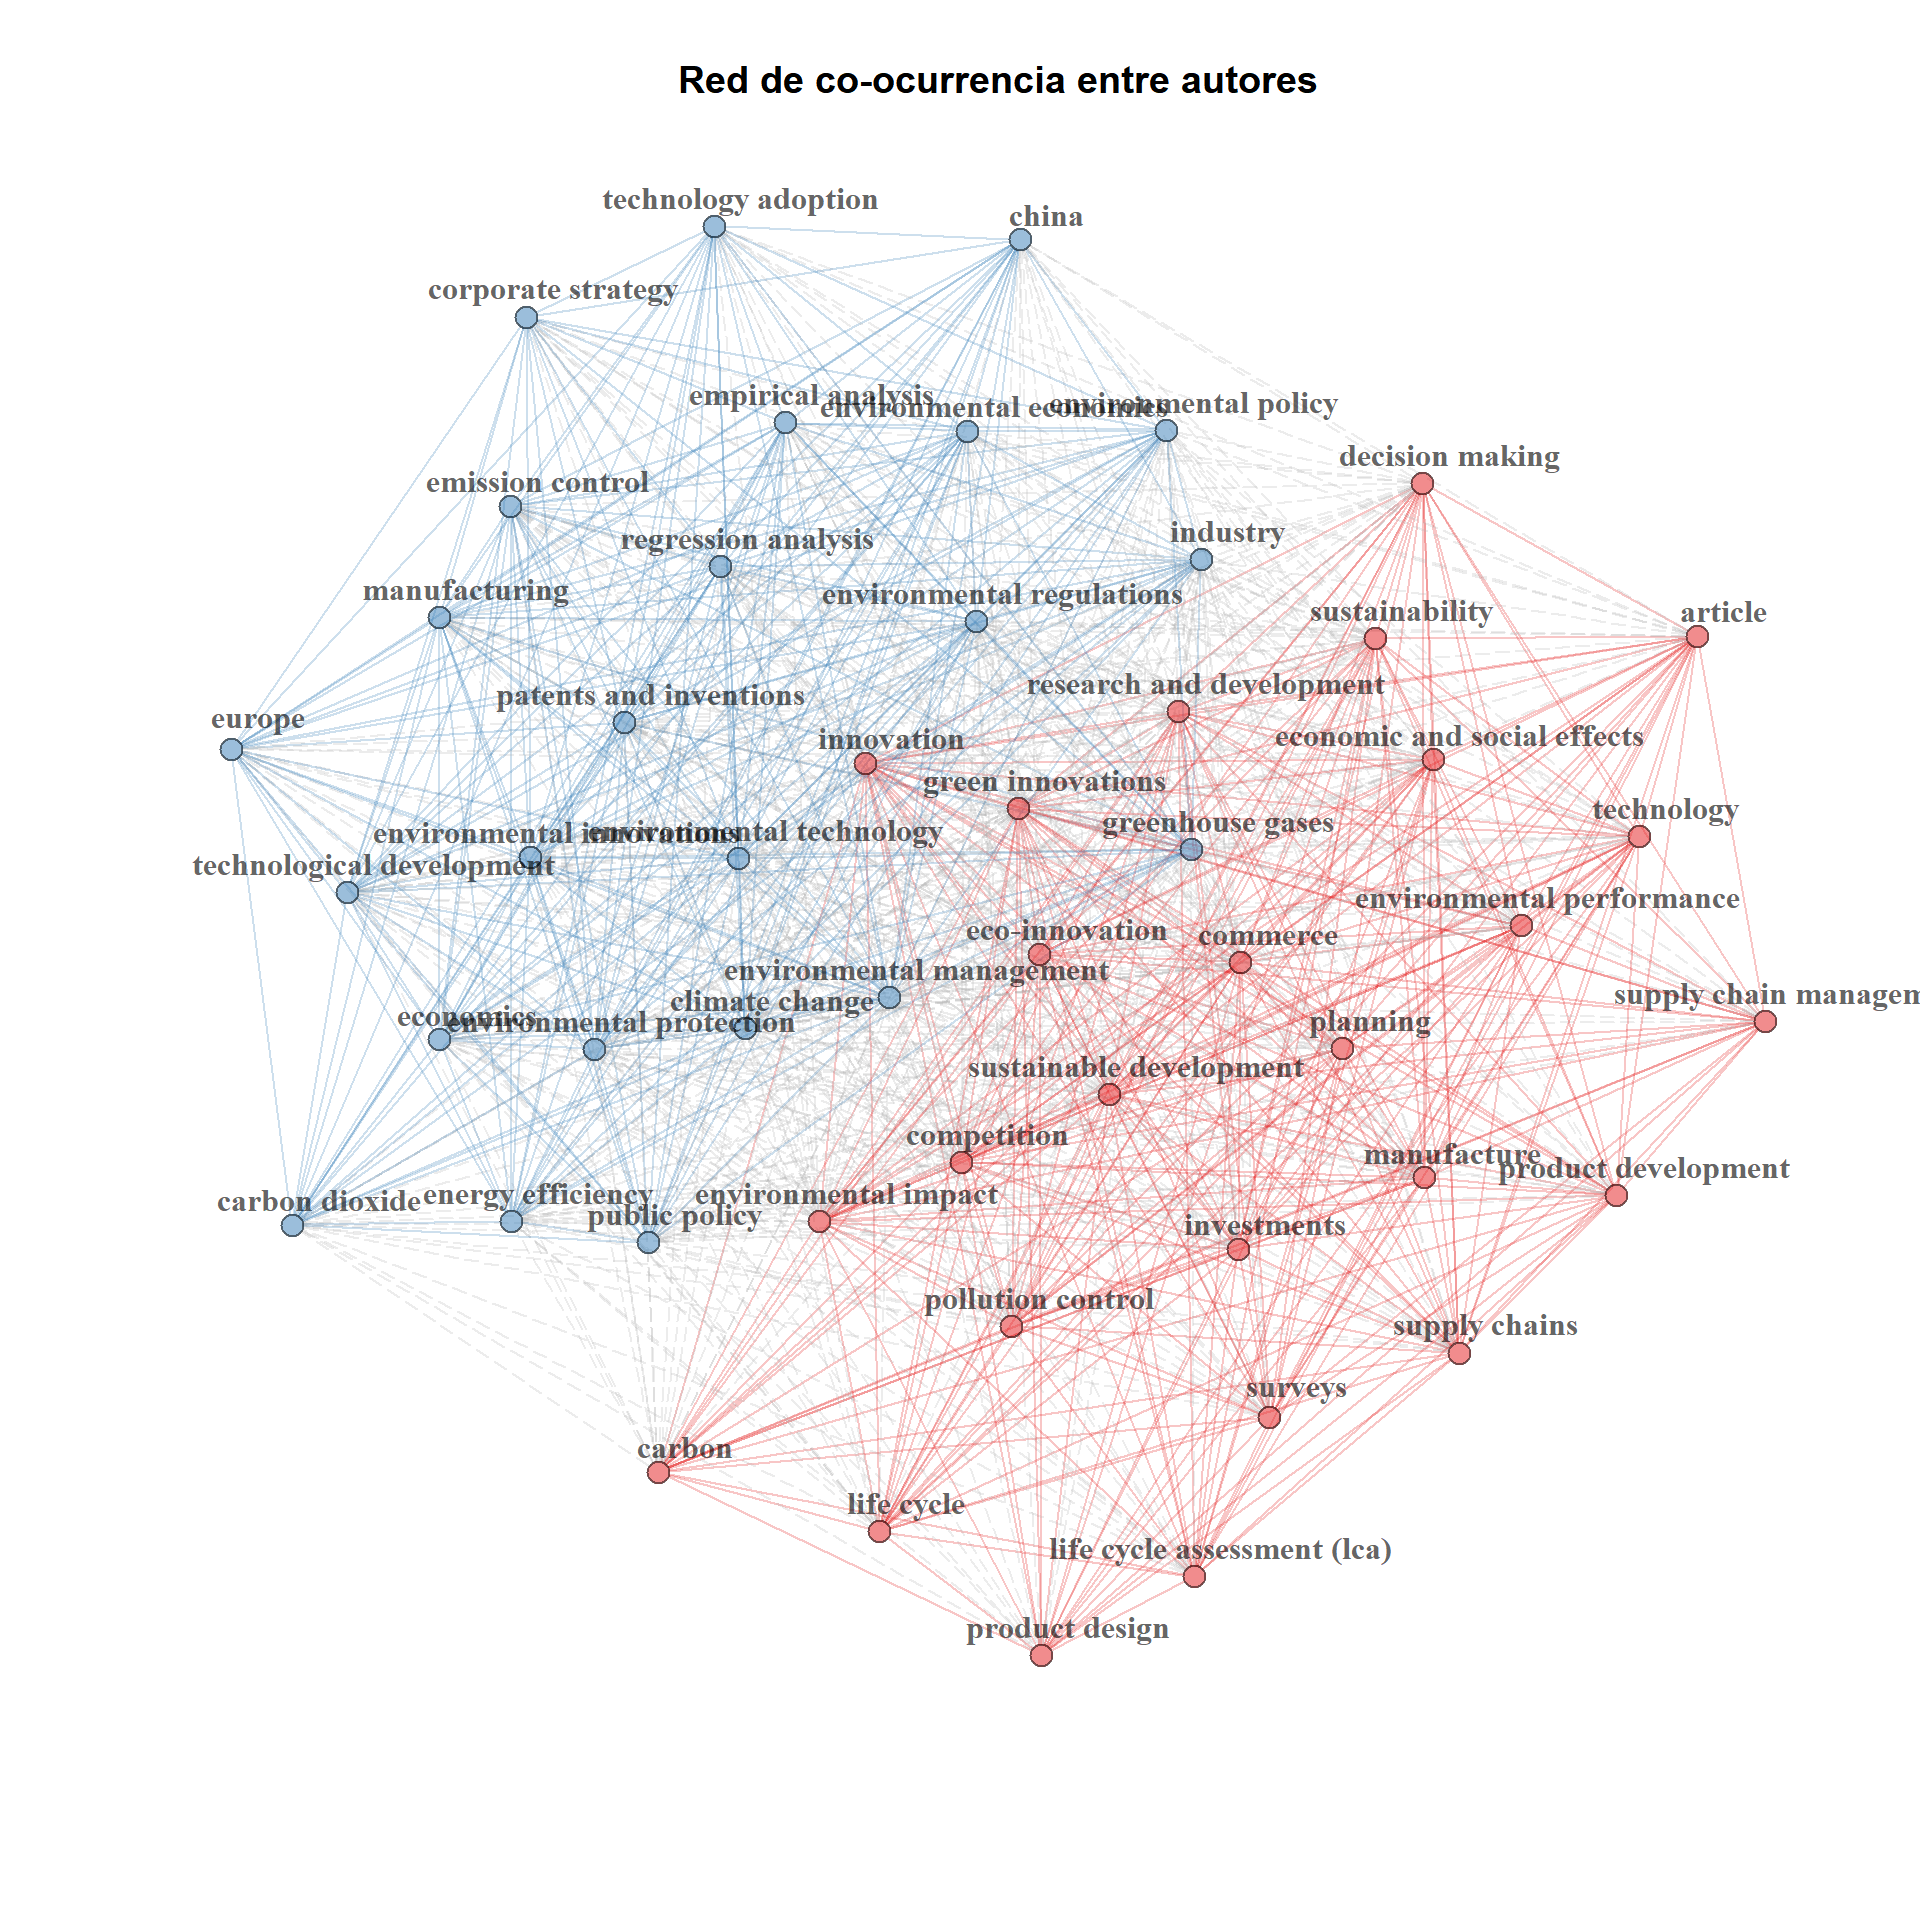 Red de co-ocurrencia entre autores
technology adoption
china
corporate strategy
empirical analysis
environmental economics
environmental policy
decision making
emission control
industry
regression analysis
manufacturing
environmental regulations
sustainability
article
research and development
patents and inventions
europe
innovation
economic and social effects
green innovations
technology
greenhouse gases
environmental innovations
environmental technology
technological development
environmental performance
eco-innovation
commerce
environmental management
climate change
supply chain managem
economics
environmental protection
planning
sustainable development
competition
manufacture
product development
carbon dioxide
energy efficiency
environmental impact
public policy
investments
pollution control
supply chains
surveys
carbon
life cycle
life cycle assessment (lca)
product design